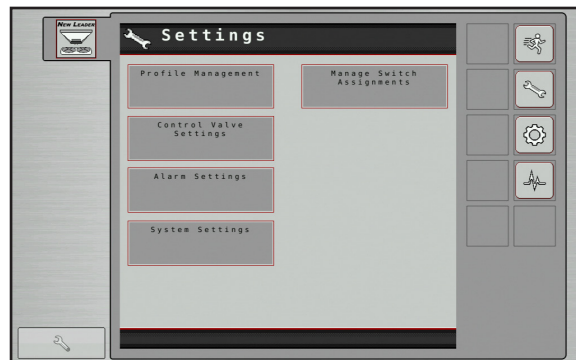 New Leader
Settings
Profile Management
Manage Switch
Assignments
Control Valve
Settings
Alarm Settings
System Settings